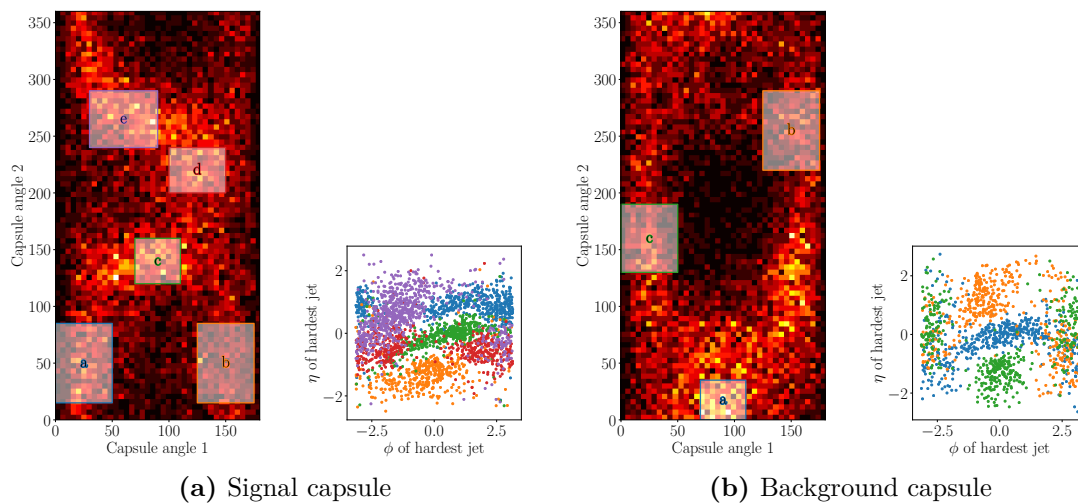 350
300
250
200
150
100
50
0
Capsule angle 2
e
d
c
a
b
0 50 100 150
Capsule angle 1
2
0
−2
η of hardest jet
−2.5 0.0 2.5
ϕ of hardest jet
(a) Signal capsule
350
300
250
200
150
100
50
0
Capsule angle 2
b
c
a
0 50 100 150
Capsule angle 1
2
0
−2
η of hardest jet
−2.5 0.0 2.5
ϕ of hardest jet
(b) Background capsule